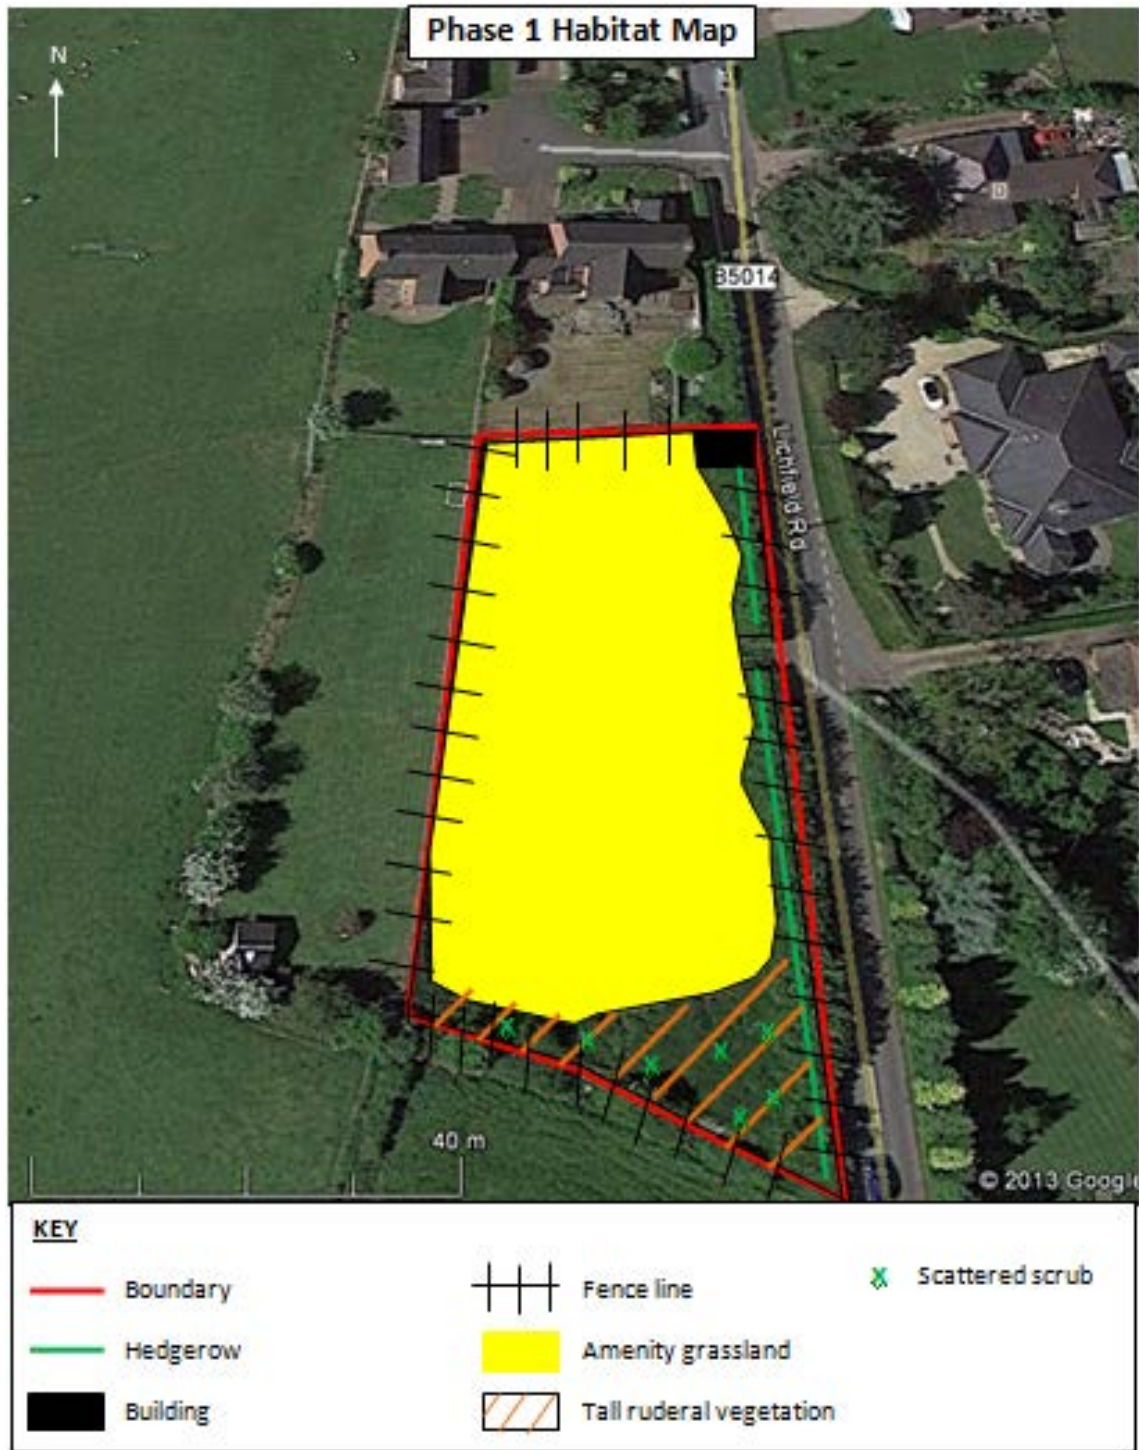 Phase 1 Habitat Map
N
B5014
Lichfield Rd
40 m
© 2013 Google
KEY
Boundary
Fence line
Scattered scrub
Hedgerow
Amenity grassland
Building
Tall ruderal vegetation